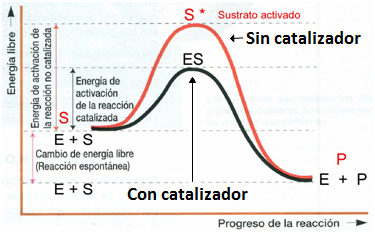 Energía libre
Energía de activación de
la reacción no catalizada
Energía de
activación
de la reacción
catalizada
S *
Sustrato activado
Sin catalizador
ES
S
E + S
Cambio de energía libre
(Reacción espontánea)
E + S
Con catalizador
P
E + P
Progreso de la reacción